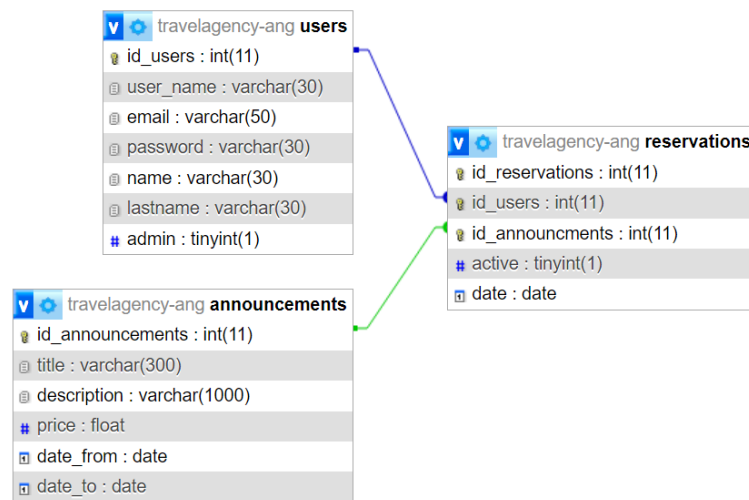 travelagency-ang users
id_users : int(11)
user_name : varchar(30)
email : varchar(50)
password : varchar(30)
name : varchar(30)
lastname : varchar(30)
# admin : tinyint(1)
travelagency-ang reservations
id_reservations : int(11)
id_users : int(11)
id_announcments : int(11)
# active : tinyint(1)
date : date
travelagency-ang announcements
id_announcements : int(11)
title : varchar(300)
description : varchar(1000)
# price : float
date_from : date
date_to : date